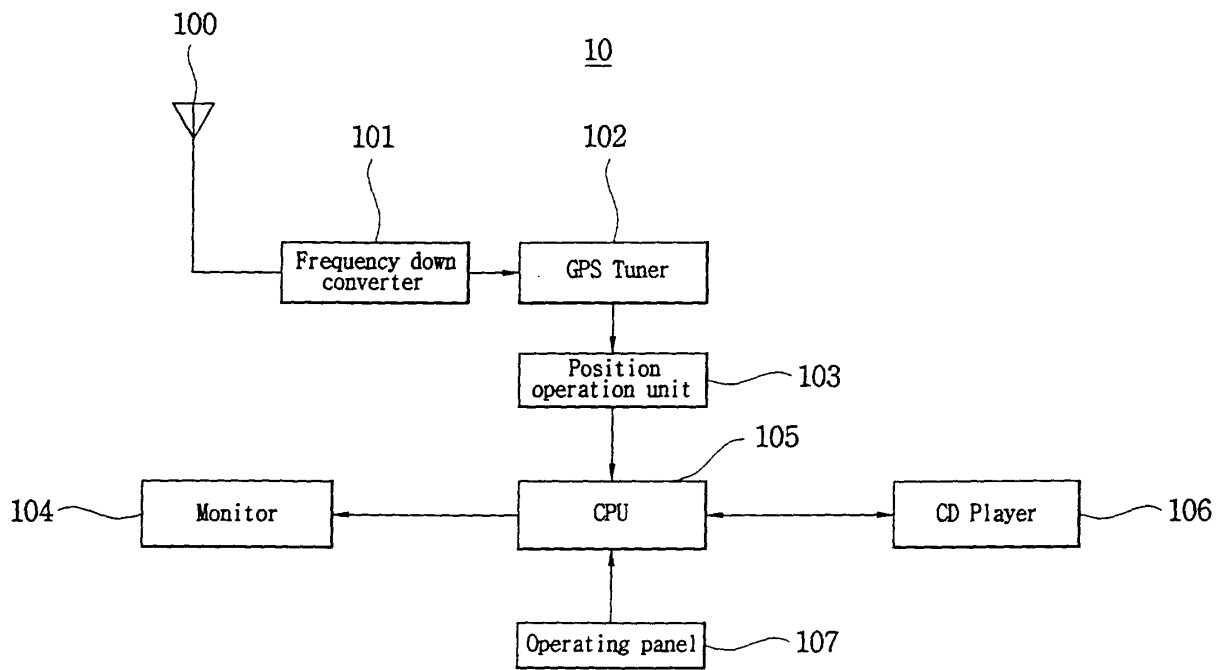 100
10
101
102
Frequency down
converter
GPS Tuner
Position
operation unit
103
105
104
Monitor
CPU
CD Player
106
Operating panel
107